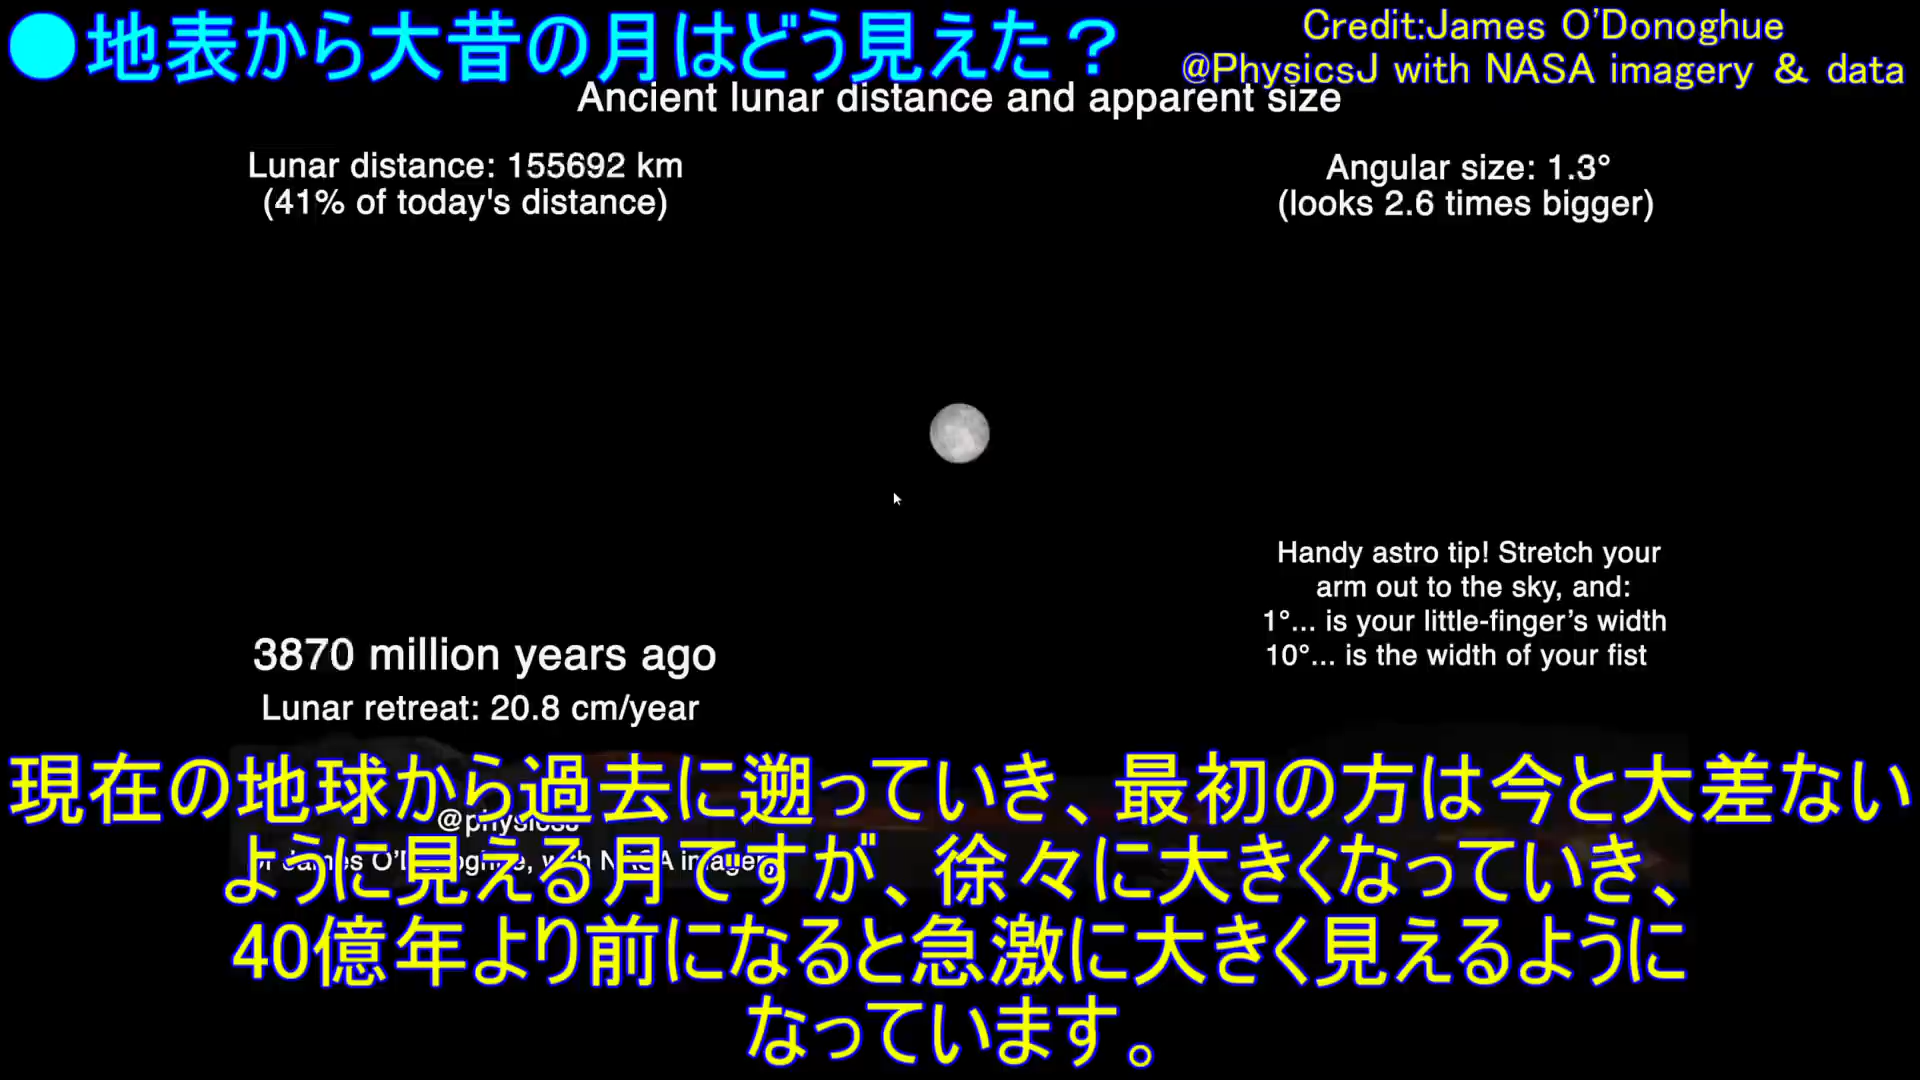 ●地表から大昔の月はどう見えた？
Credit:James O'Donoghue
@PhysicsJ with NASA imagery ＆ data
Ancient lunar distance and apparent size
Lunar distance: 155692 km
(41% of today's distance)
Angular size: 1.3°
(looks 2.6 times bigger)
Handy astro tip! Stretch your
arm out to the sky, and:
1°... is your little-finger's width
10°... is the width of your fist
3870 million years ago
Lunar retreat: 20.8 cm/year
@physicsJ
Dr James O'Donoghue, with NASA imagery
現在の地球から過去に遡っていき、最初の方は今と大差ない
ように見える月ですが、徐々に大きくなっていき、
40億年より前になると急激に大きく見えるように
なっています。